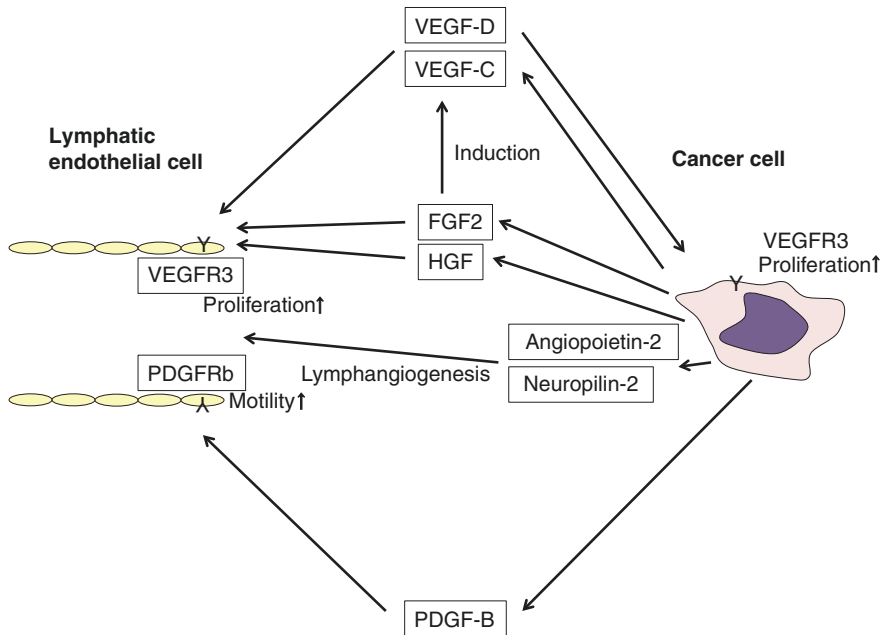 VEGF-D
VEGF-C
Lymphatic
endothelial cell
Induction
Cancer cell
FGF2
HGF
Y
VEGFR3
Proliferation↑
Y
VEGFR3
Proliferation↑
Angiopoietin-2
Neuropilin-2
Lymphangiogenesis
PDGFRb
Y
Motility↑
PDGF-B